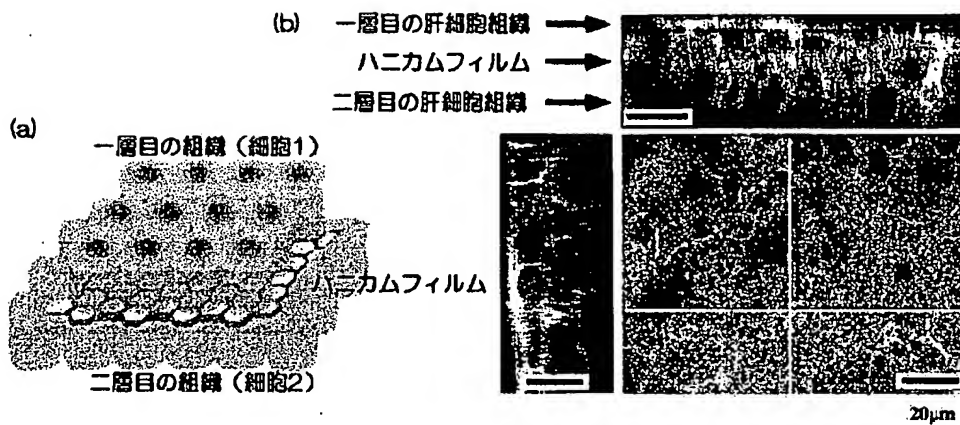 (b)
一層目の肝細胞組織
ハニカムフィルム
二層目の肝細胞組織
(a)
一層目の組織（細胞1）
ハニカムフィルム
二層目の組織（細胞2）
20μm